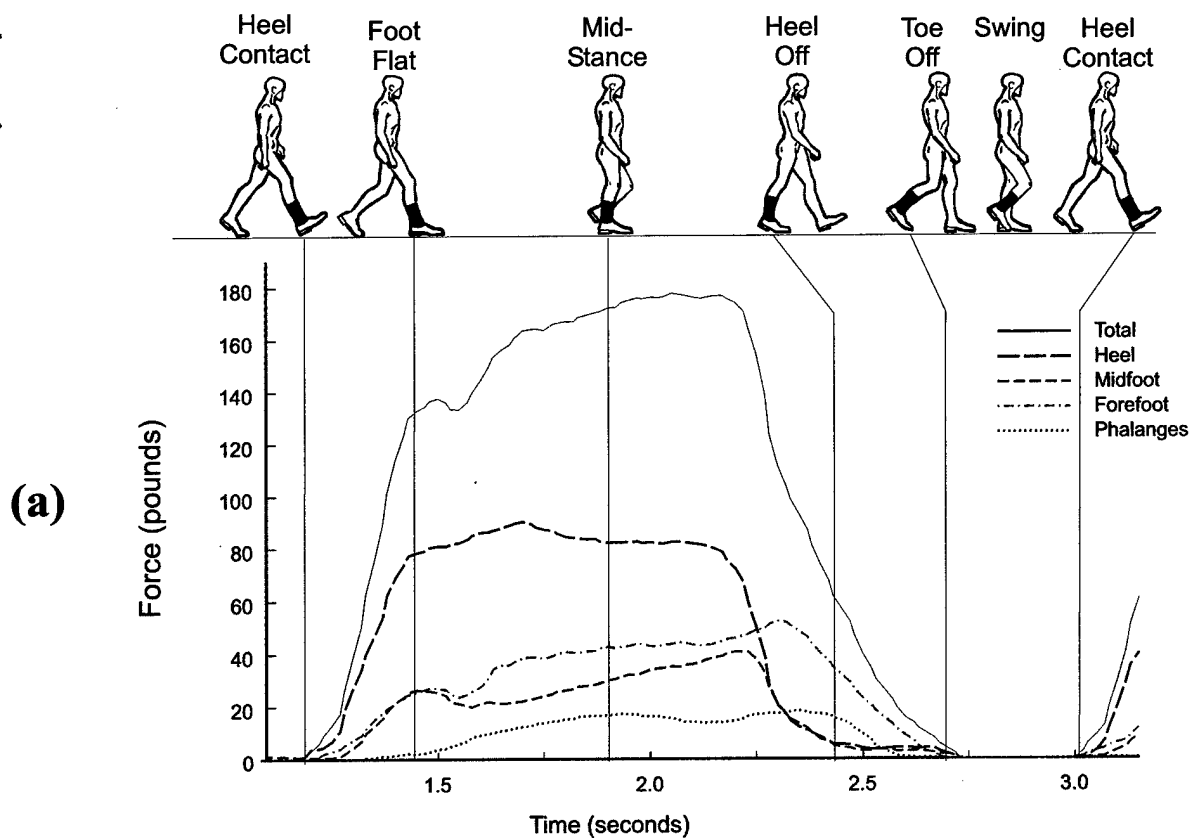 Heel
Contact
Foot
Flat
Mid-
Stance
Heel
Off
Toe
Off
Swing
Heel
Contact
180
160
140
120
100
80
60
40
20
0
Force (pounds)
(a)
Total
Heel
Midfoot
Forefoot
Phalanges
1.5
2.0
2.5
3.0
Time (seconds)